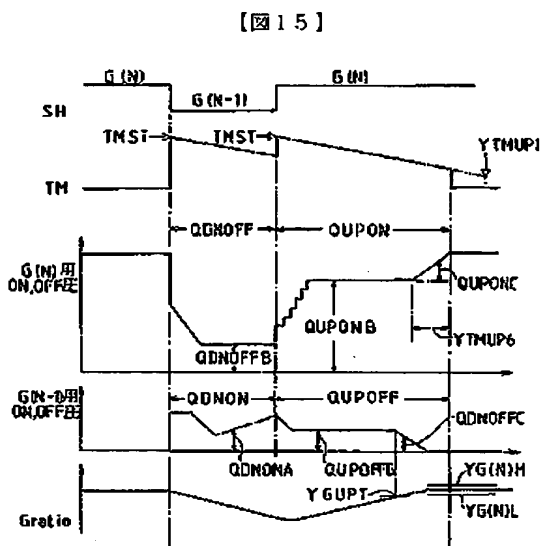 【図15】
G(N)
G(N)
G(N-1)
SH
TMST
TMST
YTMUP1
TM
QDNOFF
QUPON
G(N)用
ON,OFF圧
QUPONC
QUPONB
QDNOFFB
YTMUP6
G(N-1)用
ON,OFF圧
QDNON
QUPOFF
QDNOFFC
QDNONA
QUPOFFB
YG(N)H
YGUPT
YG(N)L
Gratio